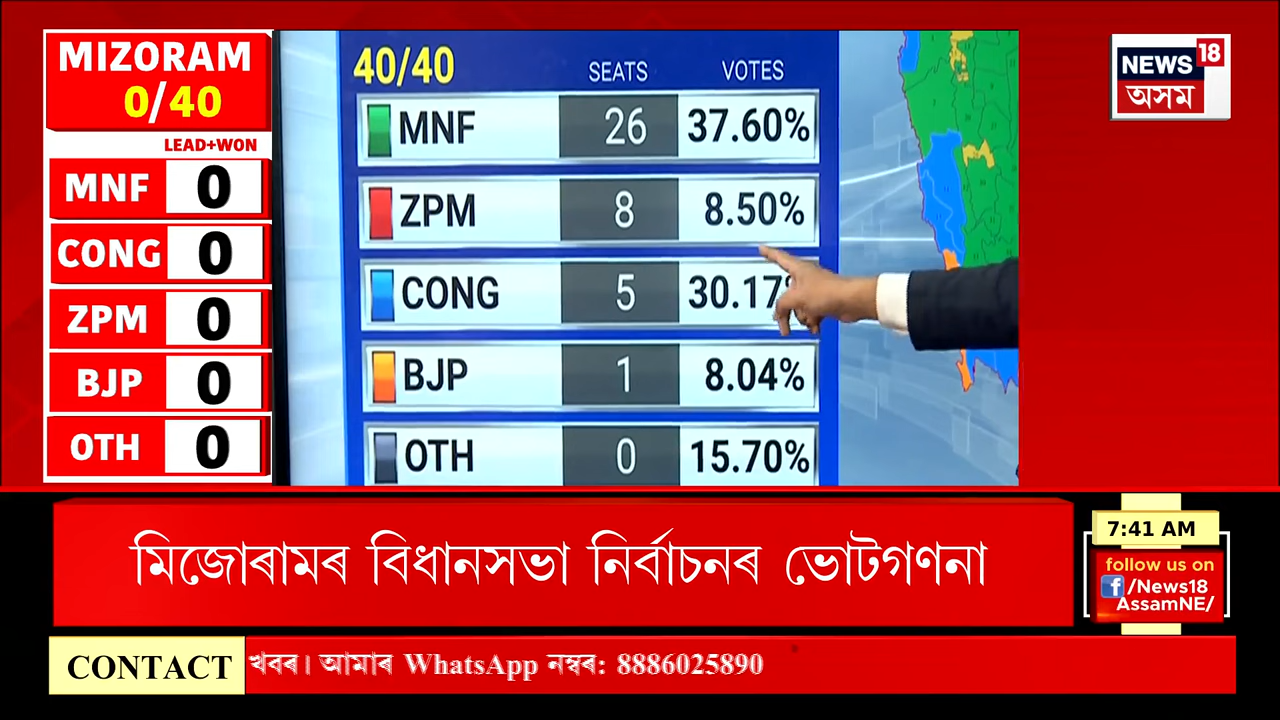 MIZORAM
0/40
LEAD+WON
MNF 0
CONG 0
ZPM 0
BJP 0
OTH 0
40/40 SEATS VOTES
MNF 26 37.60%
ZPM 8 8.50%
CONG 5 30.17
BJP 1 8.04%
OTH 0 15.70%
NEWS 18
অসম
মিজোৰামৰ বিধানসভা নিৰ্বাচনৰ ভোটগণনা
7:41 AM
follow us on
f /News18
AssamNE/
CONTACT খবৰ। আমাৰ WhatsApp নম্বৰ: 8886025890